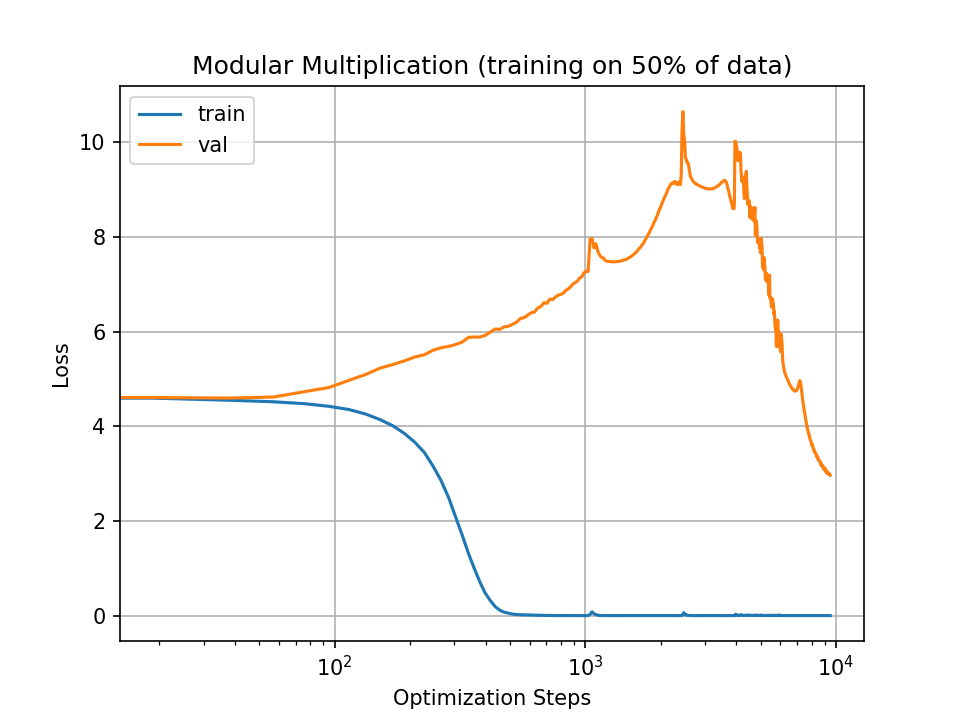 Modular Multiplication (training on 50% of data)
train
val
10
8
6
4
2
0
Loss
10² 10³ 10⁴
Optimization Steps